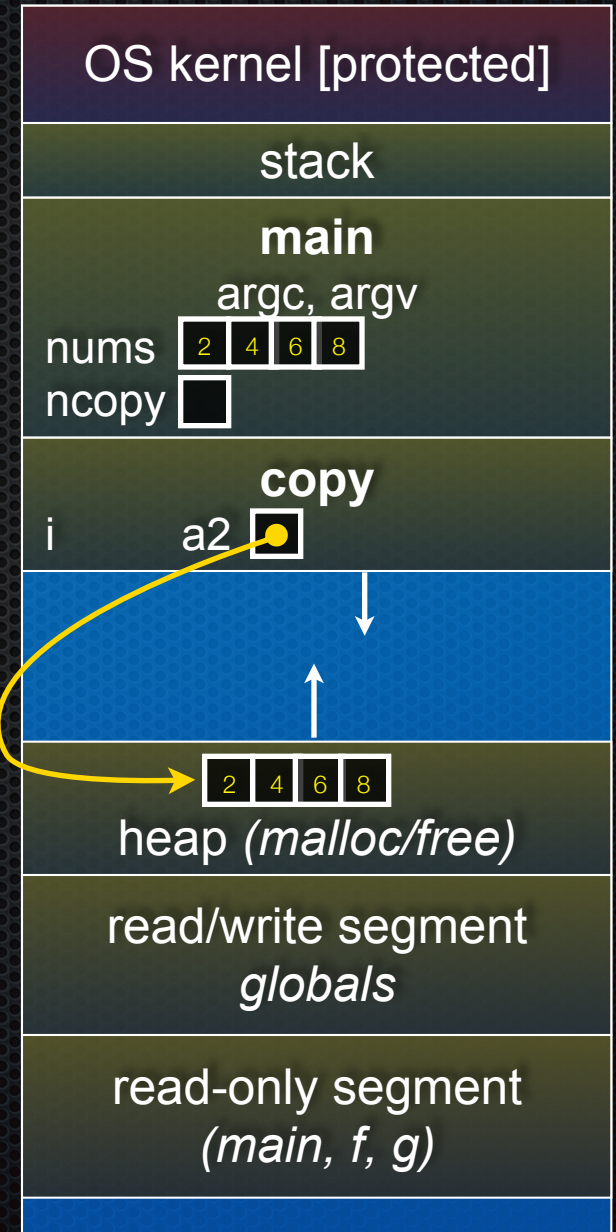 OS kernel [protected]
stack
main
argc, argv
nums 2 4 6 8
ncopy
copy
i a2
2 4 6 8
heap (malloc/free)
read/write segment
globals
read-only segment
(main, f, g)